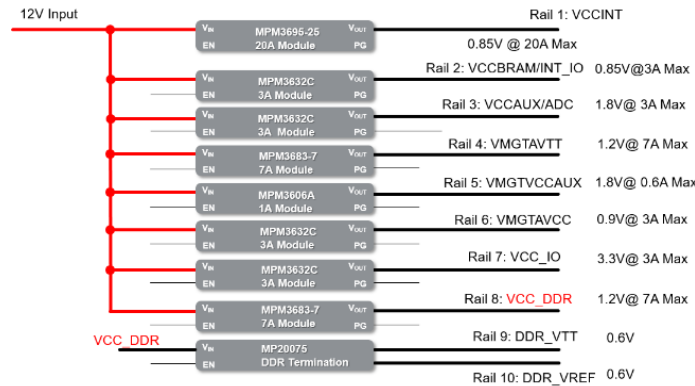 12V Input
Rail 1: VCCINT
VIN MPM3695-25 VOUT
EN 20A Module PG
0.85V @ 20A Max
Rail 2: VCCBRAM/INT_IO 0.85V@3A Max
VIN MPM3632C VOUT
EN 3A Module PG
Rail 3: VCCAUX/ADC 1.8V@ 3A Max
VIN MPM3632C VOUT
EN 3A Module PG
Rail 4: VMGTAVTT 1.2V@ 7A Max
VIN MPM3683-7 VOUT
EN 7A Module PG
Rail 5: VMGTVCCAUX 1.8V@ 0.6A Max
VIN MPM3606A VOUT
EN 1A Module PG
Rail 6: VMGTAVCC 0.9V@ 3A Max
VIN MPM3632C VOUT
EN 3A Module PG
Rail 7: VCC_IO 3.3V@ 3A Max
VIN MPM3632C VOUT
EN 3A Module PG
Rail 8: VCC_DDR 1.2V@ 7A Max
VIN MPM3683-7 VOUT
EN 7A Module PG
VCC_DDR
Rail 9: DDR_VTT 0.6V
VIN MP20075
EN DDR Termination
Rail 10: DDR_VREF 0.6V